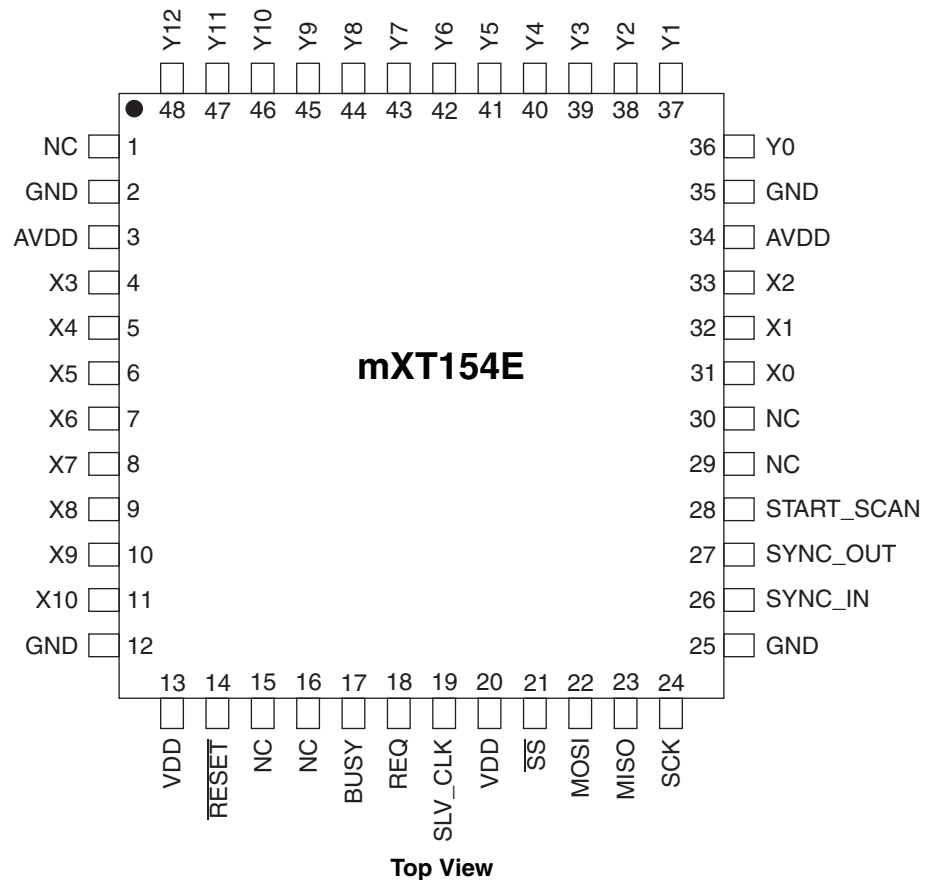 Y12 Y11 Y10 Y9 Y8 Y7 Y6 Y5 Y4 Y3 Y2 Y1
48 47 46 45 44 43 42 41 40 39 38 37
NC 1 36 Y0
GND 2 35 GND
AVDD 3 34 AVDD
X3 4 33 X2
X4 5 32 X1
mXT154E
X5 6 31 X0
X6 7 30 NC
X7 8 29 NC
X8 9 28 START_SCAN
X9 10 27 SYNC_OUT
X10 11 26 SYNC_IN
GND 12 25 GND
13 14 15 16 17 18 19 20 21 22 23 24
VDD RESET NC NC BUSY REQ SLV_CLK VDD SS MOSI MISO SCK
Top View